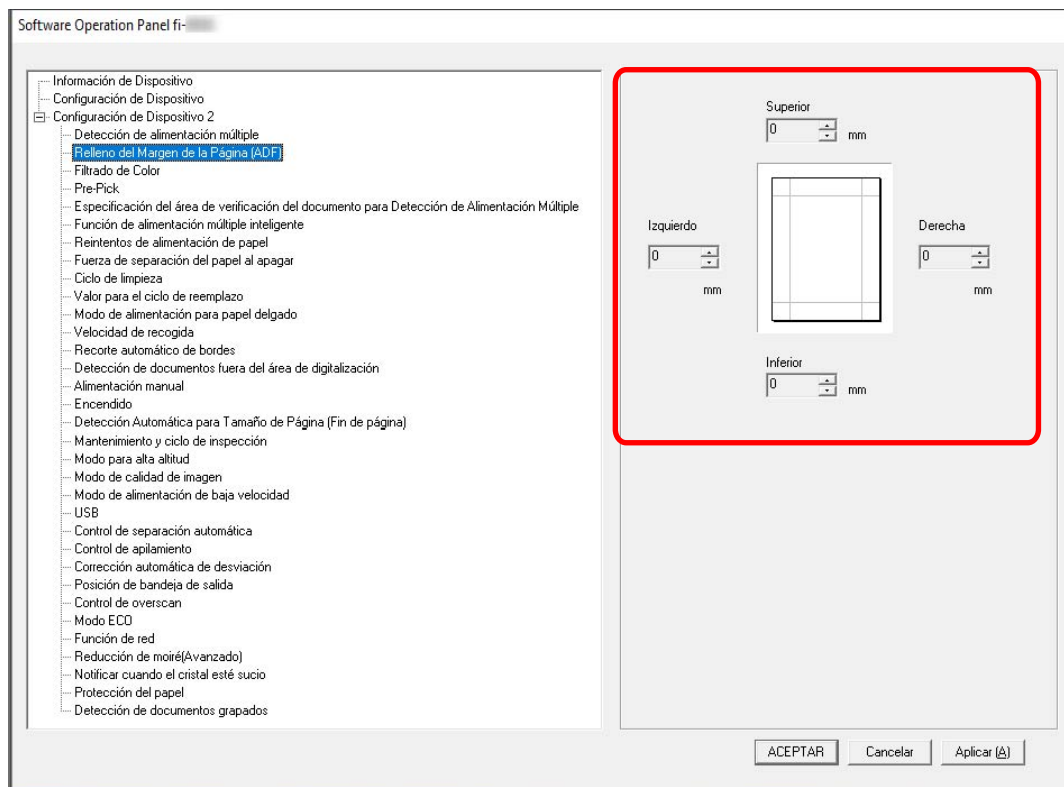 Software Operation Panel fi-
Información de Dispositivo
Configuración de Dispositivo
Configuración de Dispositivo 2
Detección de alimentación múltiple
Relleno del Margen de la Página (ADF)
Filtrado de Color
Pre-Pick
Especificación del área de verificación del documento para Detección de Alimentación Múltiple
Función de alimentación múltiple inteligente
Reintentos de alimentación de papel
Fuerza de separación del papel al apagar
Ciclo de limpieza
Valor para el ciclo de reemplazo
Modo de alimentación para papel delgado
Velocidad de recogida
Recorte automático de bordes
Detección de documentos fuera del área de digitalización
Alimentación manual
Encendido
Detección Automática para Tamaño de Página (Fin de página)
Mantenimiento y ciclo de inspección
Modo para alta altitud
Modo de calidad de imagen
Modo de alimentación de baja velocidad
USB
Control de separación automática
Control de apilamiento
Corrección automática de desviación
Posición de bandeja de salida
Control de overscan
Modo ECO
Función de red
Reducción de moiré(Avanzado)
Notificar cuando el cristal esté sucio
Protección del papel
Detección de documentos grapados
Superior
0 mm
Izquierdo
0
mm
Derecha
0
mm
Inferior
0 mm
ACEPTAR Cancelar Aplicar (A)